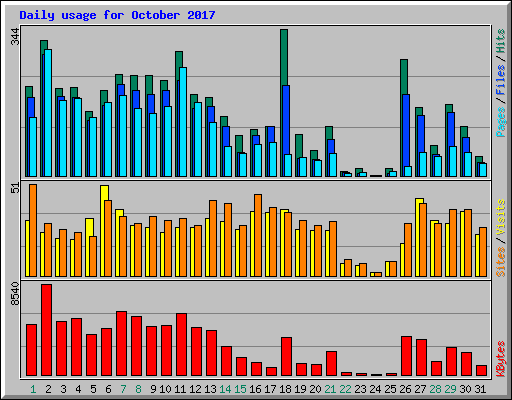 Daily usage for October 2017
344
Pages / Files / Hits
51
Sites / Visits
8540
KBytes
1 2 3 4 5 6 7 8 9 10 11 12 13 14 15 16 17 18 19 20 21 22 23 24 25 26 27 28 29 30 31